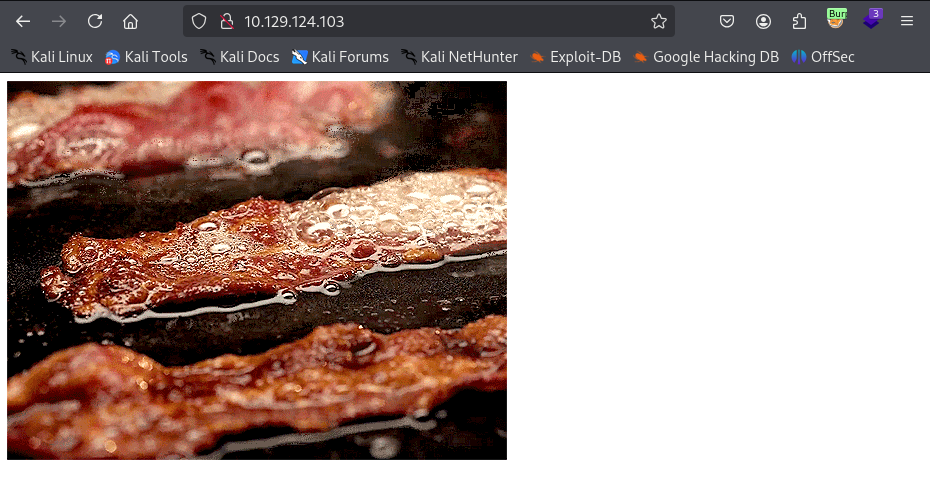 10.129.124.103
Burp
3
Kali Linux Kali Tools Kali Docs Kali Forums Kali NetHunter Exploit-DB Google Hacking DB OffSec